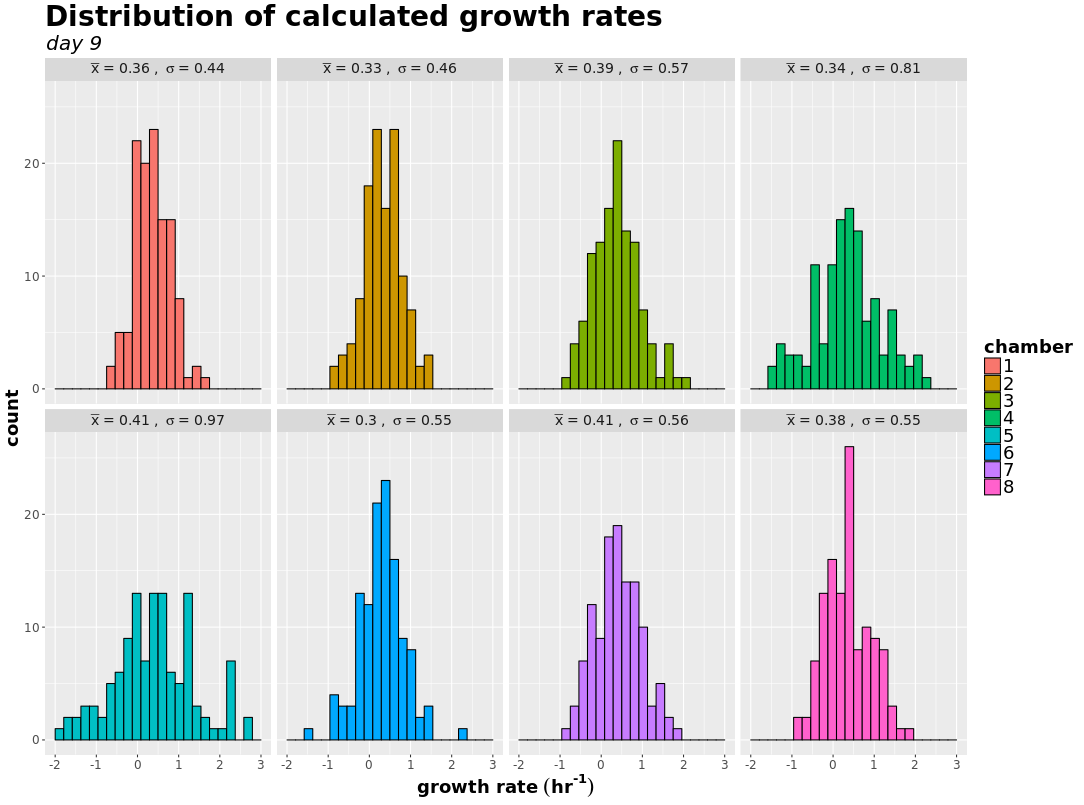 Distribution of calculated growth rates
day 9
x̅ = 0.36 , σ = 0.44
x̅ = 0.33 , σ = 0.46
x̅ = 0.39 , σ = 0.57
x̅ = 0.34 , σ = 0.81
20
10
0
x̅ = 0.41 , σ = 0.97
x̅ = 0.3 , σ = 0.55
x̅ = 0.41 , σ = 0.56
x̅ = 0.38 , σ = 0.55
20
10
0
-2 -1 0 1 2 3
-2 -1 0 1 2 3
-2 -1 0 1 2 3
-2 -1 0 1 2 3
count
growth rate (hr⁻¹)
chamber
1
2
3
4
5
6
7
8